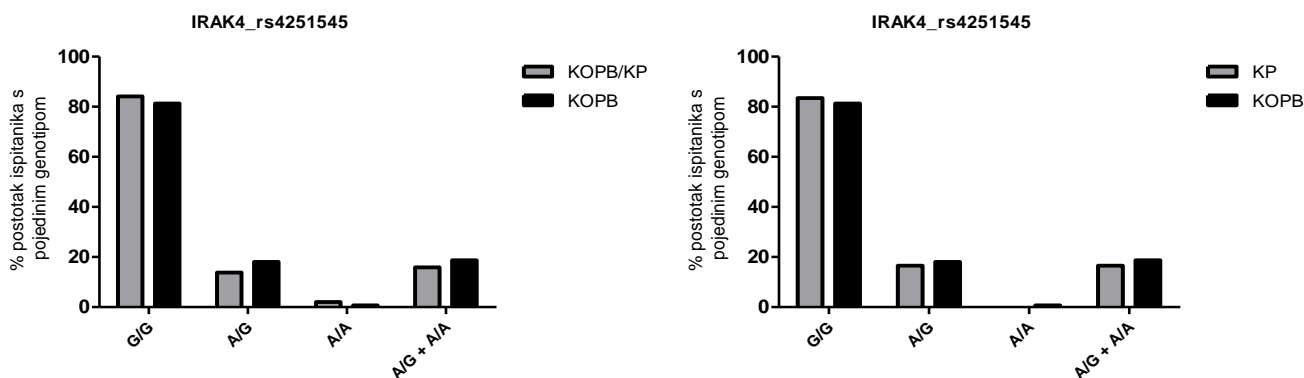 IRAK4_rs4251545
% postotak ispitanika s
pojedinim genotipom
100
80
60
40
20
0
G/G
A/G
A/A
A/G + A/A
KOPB/KP
KOPB
IRAK4_rs4251545
% postotak ispitanika s
pojedinim genotipom
100
80
60
40
20
0
G/G
A/G
A/A
A/G + A/A
KP
KOPB